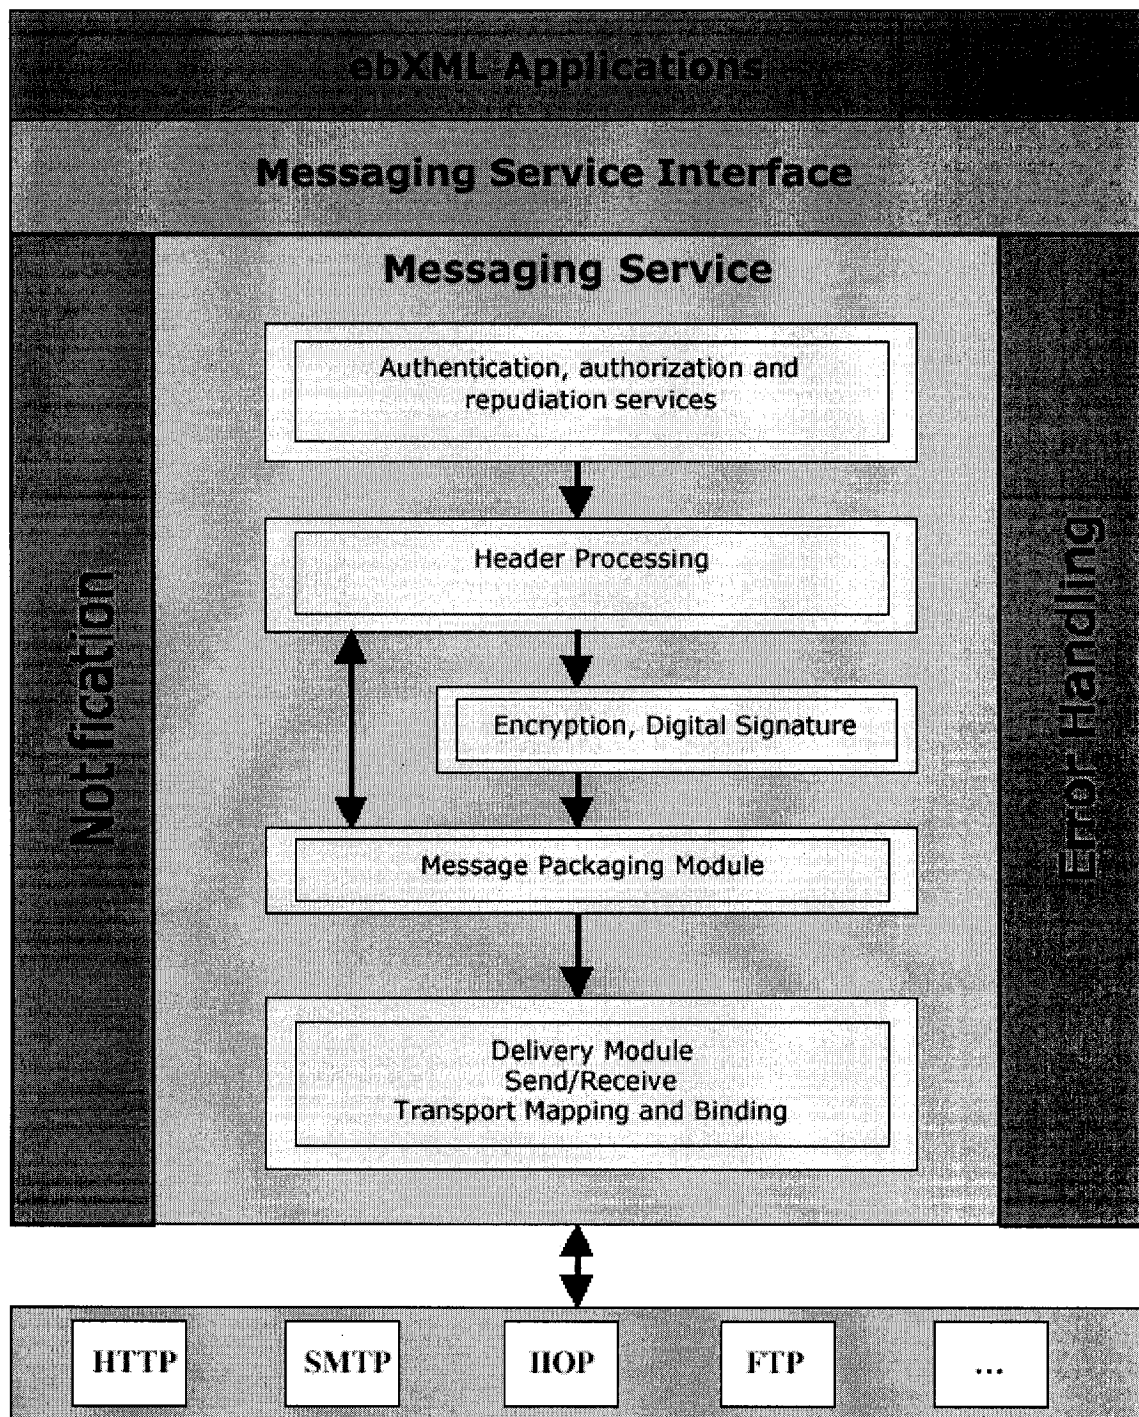 ebXML Applications
Messaging Service Interface
Messaging Service
Authentication, authorization and
repudiation services
Header Processing
Encryption, Digital Signature
Message Packaging Module
Delivery Module
Send/Receive
Transport Mapping and Binding
Notification
Error Handling
HTTP
SMTP
IIOP
FTP
...